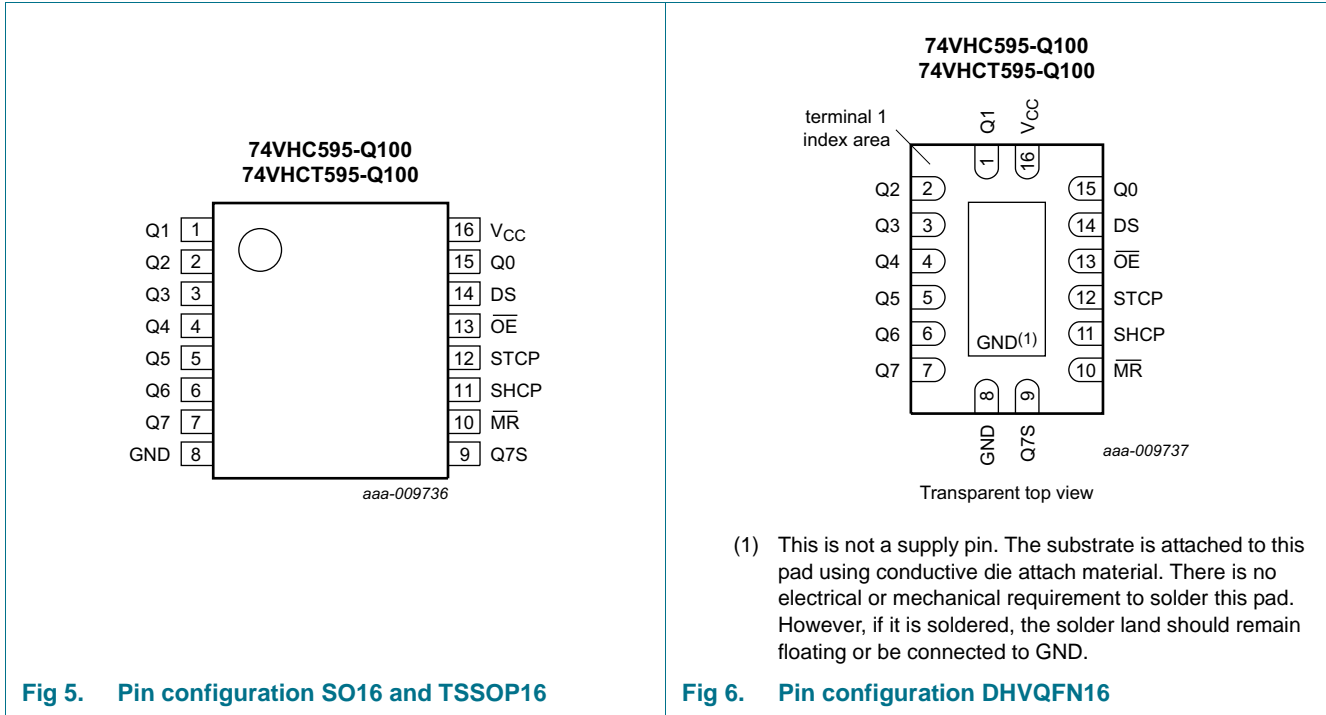 74VHC595-Q100
74VHCT595-Q100
Q1 1
Q2 2
Q3 3
Q4 4
Q5 5
Q6 6
Q7 7
GND 8
16 VCC
15 Q0
14 DS
13 O̅E̅
12 STCP
11 SHCP
10 M̅R̅
9 Q7S
aaa-009736
Fig 5. Pin configuration SO16 and TSSOP16
74VHC595-Q100
74VHCT595-Q100
terminal 1
index area
Q1 VCC
1 16
Q2 2
Q3 3
Q4 4
Q5 5
Q6 6
Q7 7
15 Q0
14 DS
13 O̅E̅
12 STCP
11 SHCP
10 M̅R̅
GND(1)
8 9
GND Q7S
aaa-009737
Transparent top view
(1) This is not a supply pin. The substrate is attached to this
pad using conductive die attach material. There is no
electrical or mechanical requirement to solder this pad.
However, if it is soldered, the solder land should remain
floating or be connected to GND.
Fig 6. Pin configuration DHVQFN16